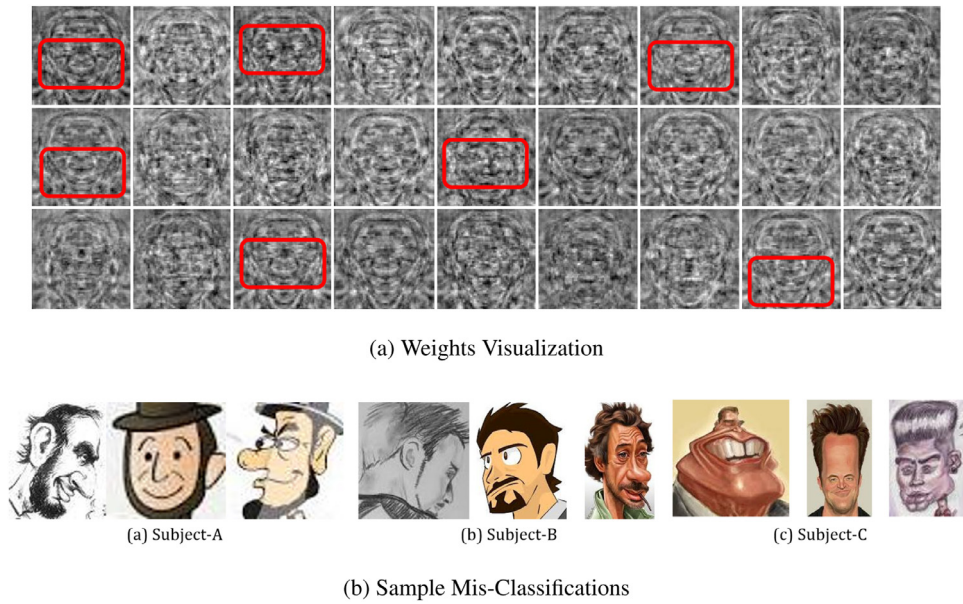 (a) Weights Visualization
(a) Subject-A
(b) Subject-B
(c) Subject-C
(b) Sample Mis-Classifications